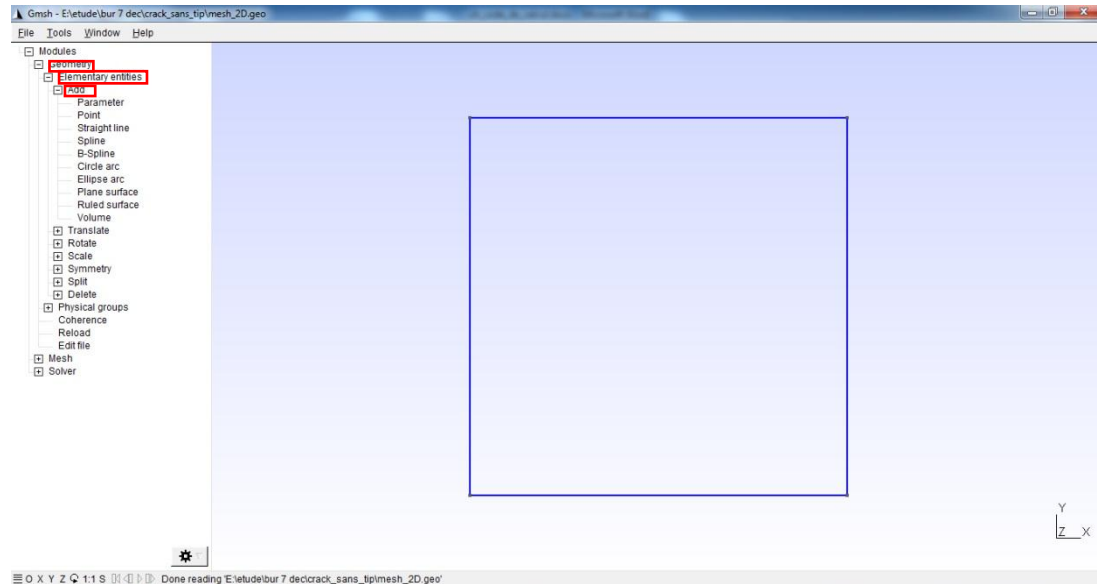 Gmsh - E:\etude\bur 7 dec\crack_sans_tip\mesh_2D.geo
File Tools Window Help
Modules
Geometry
Elementary entities
Add
Parameter
Point
Straight line
Spline
B-Spline
Circle arc
Ellipse arc
Plane surface
Ruled surface
Volume
Translate
Rotate
Scale
Symmetry
Split
Delete
Physical groups
Coherence
Reload
Edit file
Mesh
Solver
Y
Z X
O X Y Z 1:1 S Done reading 'E:\etude\bur 7 dec\crack_sans_tip\mesh_2D.geo'